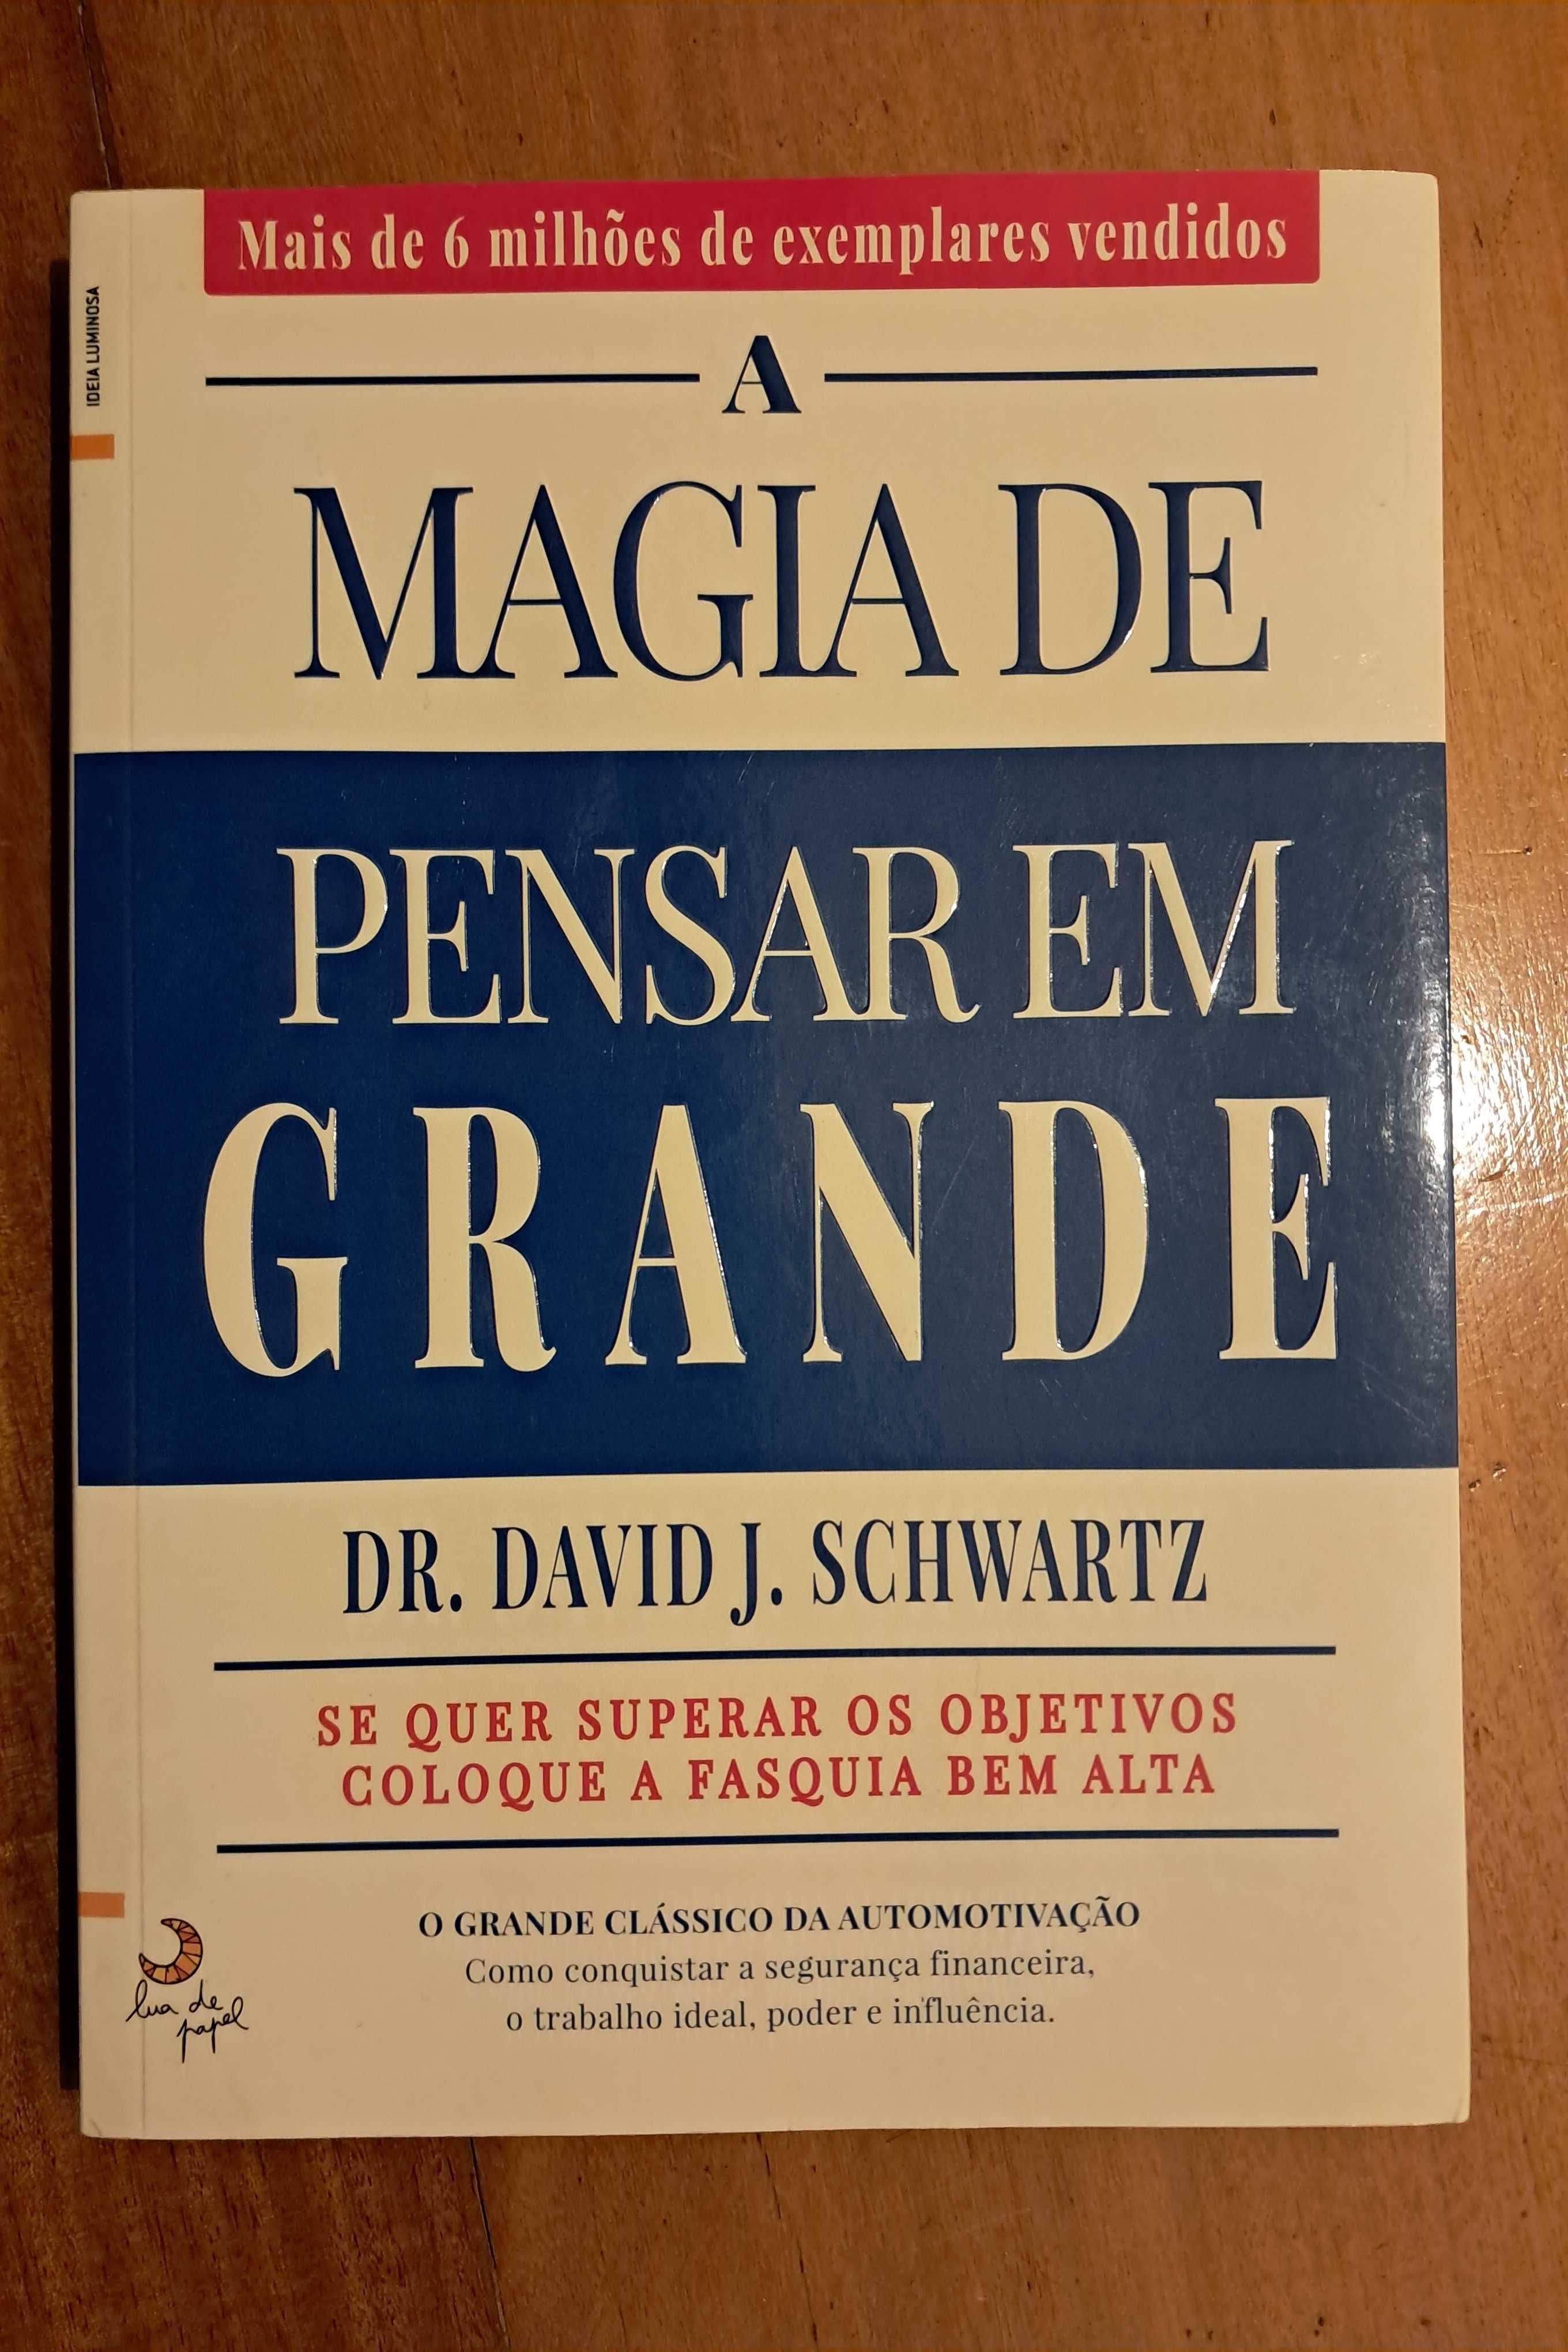 Mais de 6 milhões de exemplares vendidos
IDEIA LUMINOSA
A
MAGIA DE
PENSAR EM
GRANDE
DR. DAVID J. SCHWARTZ
SE QUER SUPERAR OS OBJETIVOS
COLOQUE A FASQUIA BEM ALTA
O GRANDE CLÁSSICO DA AUTOMOTIVAÇÃO
Como conquistar a segurança financeira,
o trabalho ideal, poder e influência.
lua de
papel